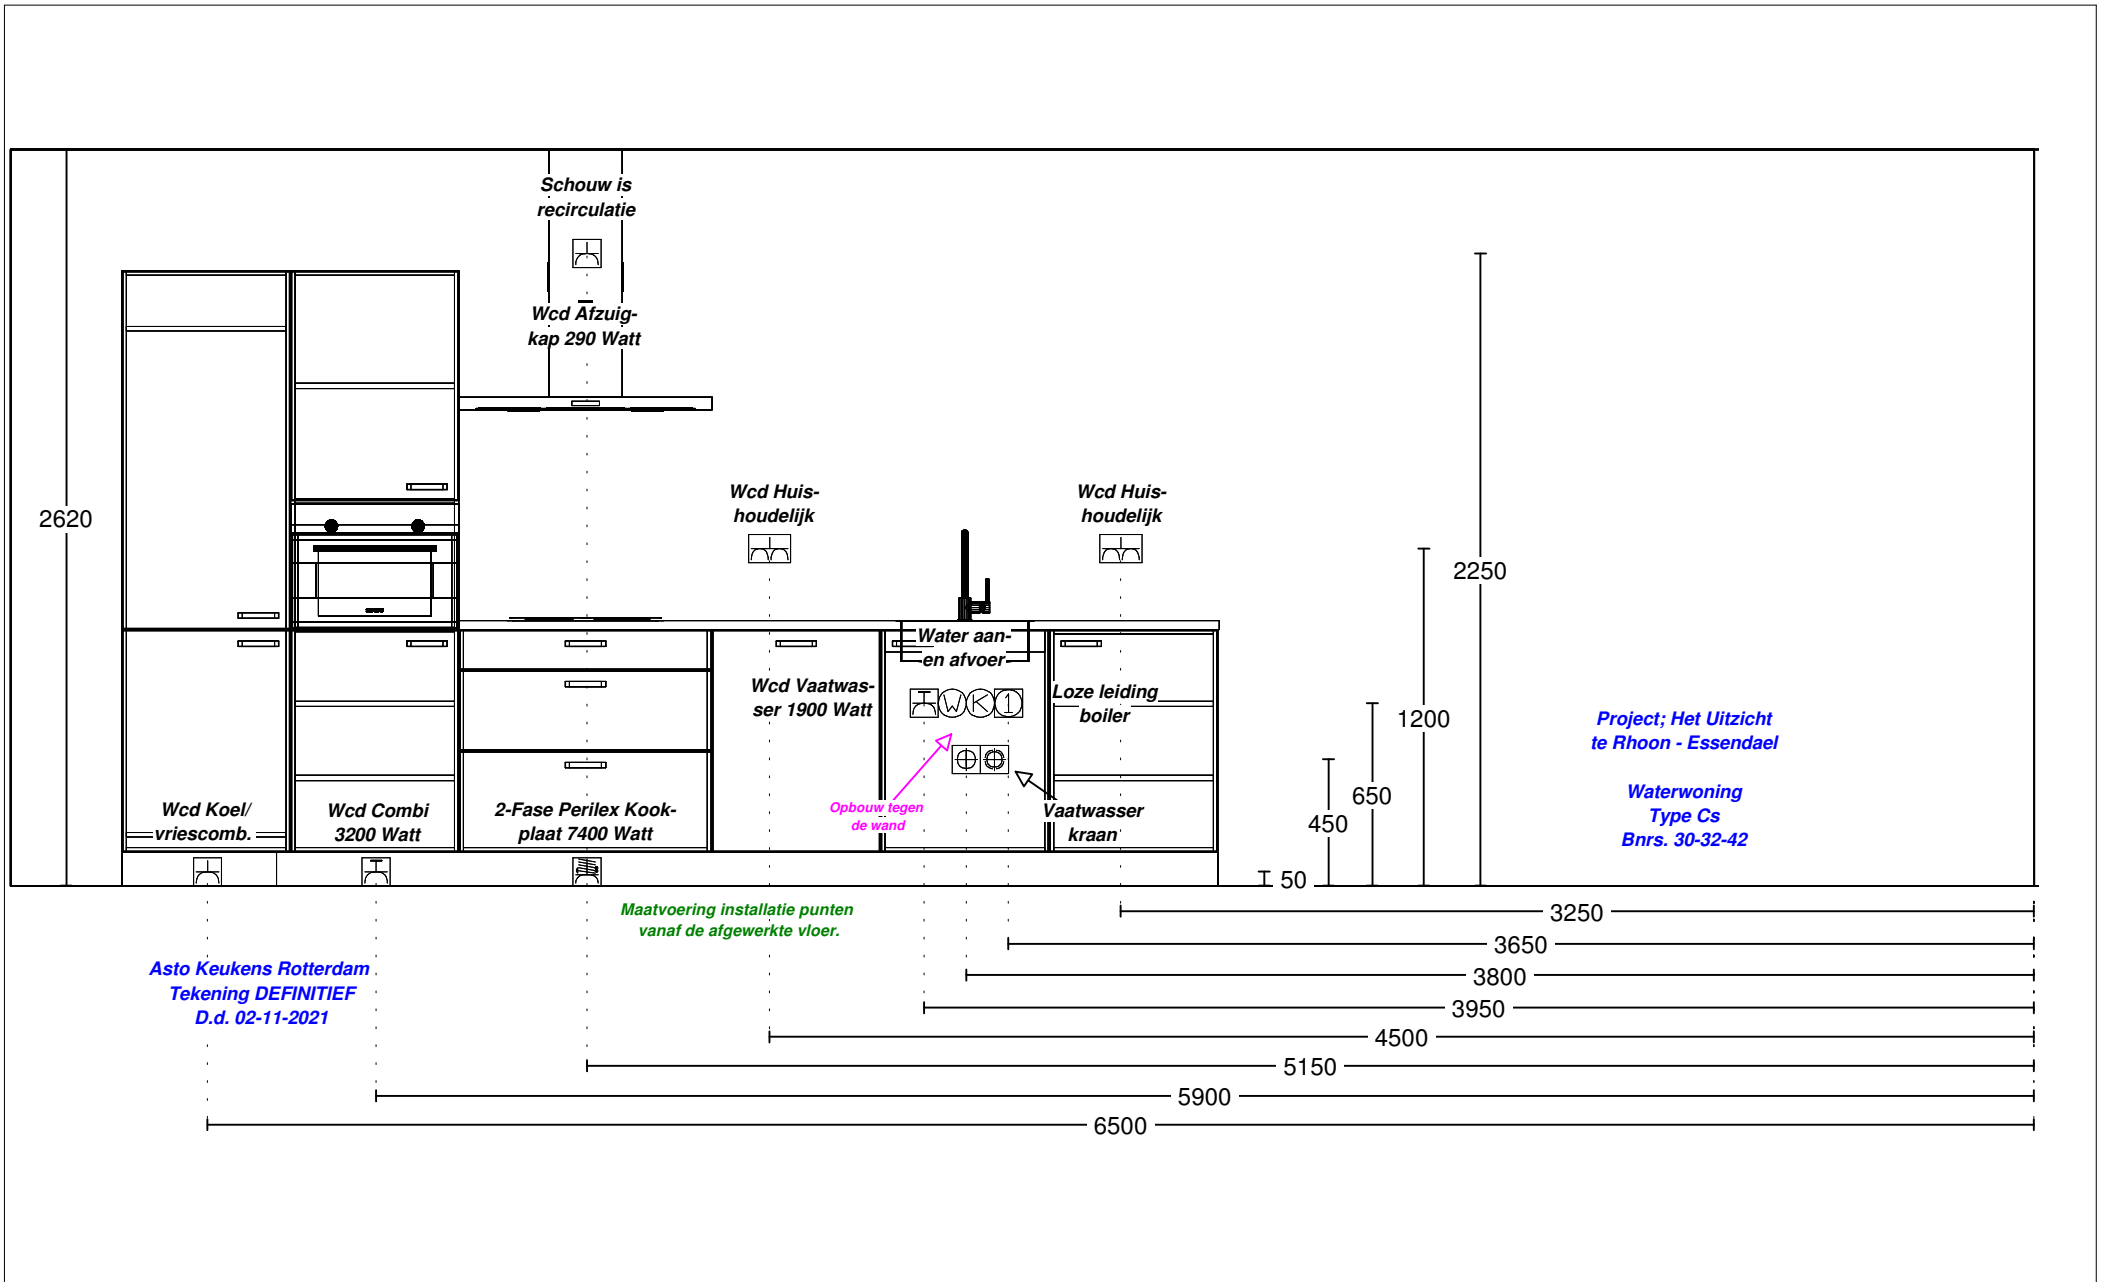 Schouw is
recirculatie
Wcd Afzuig-
kap 290 Watt
2620
Wcd Huis-
houdelijk
Wcd Huis-
houdelijk
2250
Water aan-
en afvoer
Wcd Vaatwas-
ser 1900 Watt
W K 1
Loze leiding
boiler
1200
650
450
50
Project; Het Uitzicht
te Rhoon - Essendael
Waterwoning
Type Cs
Bnrs. 30-32-42
Wcd Koel/
vriescomb.
Wcd Combi
3200 Watt
2-Fase Perilex Kook-
plaat 7400 Watt
Opbouw tegen
de wand
Vaatwasser
kraan
Maatvoering installatie punten
vanaf de afgewerkte vloer.
3250
3650
3800
3950
4500
5150
5900
6500
Asto Keukens Rotterdam
Tekening DEFINITIEF
D.d. 02-11-2021